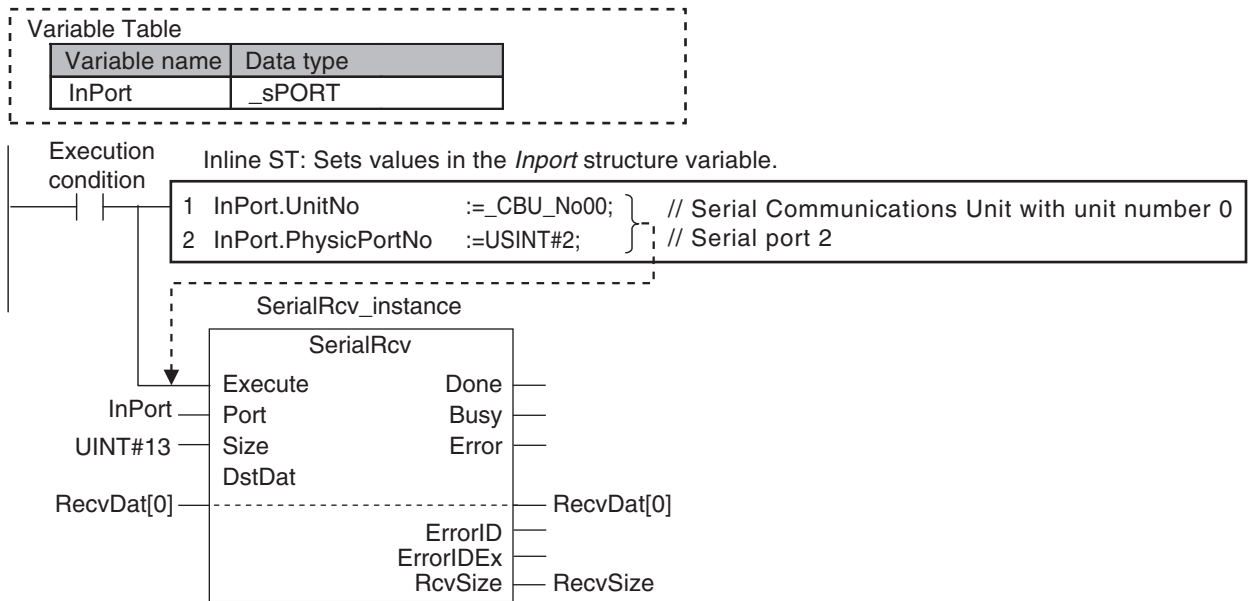 Variable Table
Variable name Data type
InPort _sPORT
Execution condition
Inline ST: Sets values in the Inport structure variable.
1 InPort.UnitNo :=_CBU_No00; // Serial Communications Unit with unit number 0
2 InPort.PhysicPortNo :=USINT#2; // Serial port 2
SerialRcv_instance
SerialRcv
Execute Done
InPort Port Busy
UINT#13 Size Error
DstDat
RecvDat[0] RecvDat[0]
ErrorID
ErrorIDEx
RcvSize RecvSize